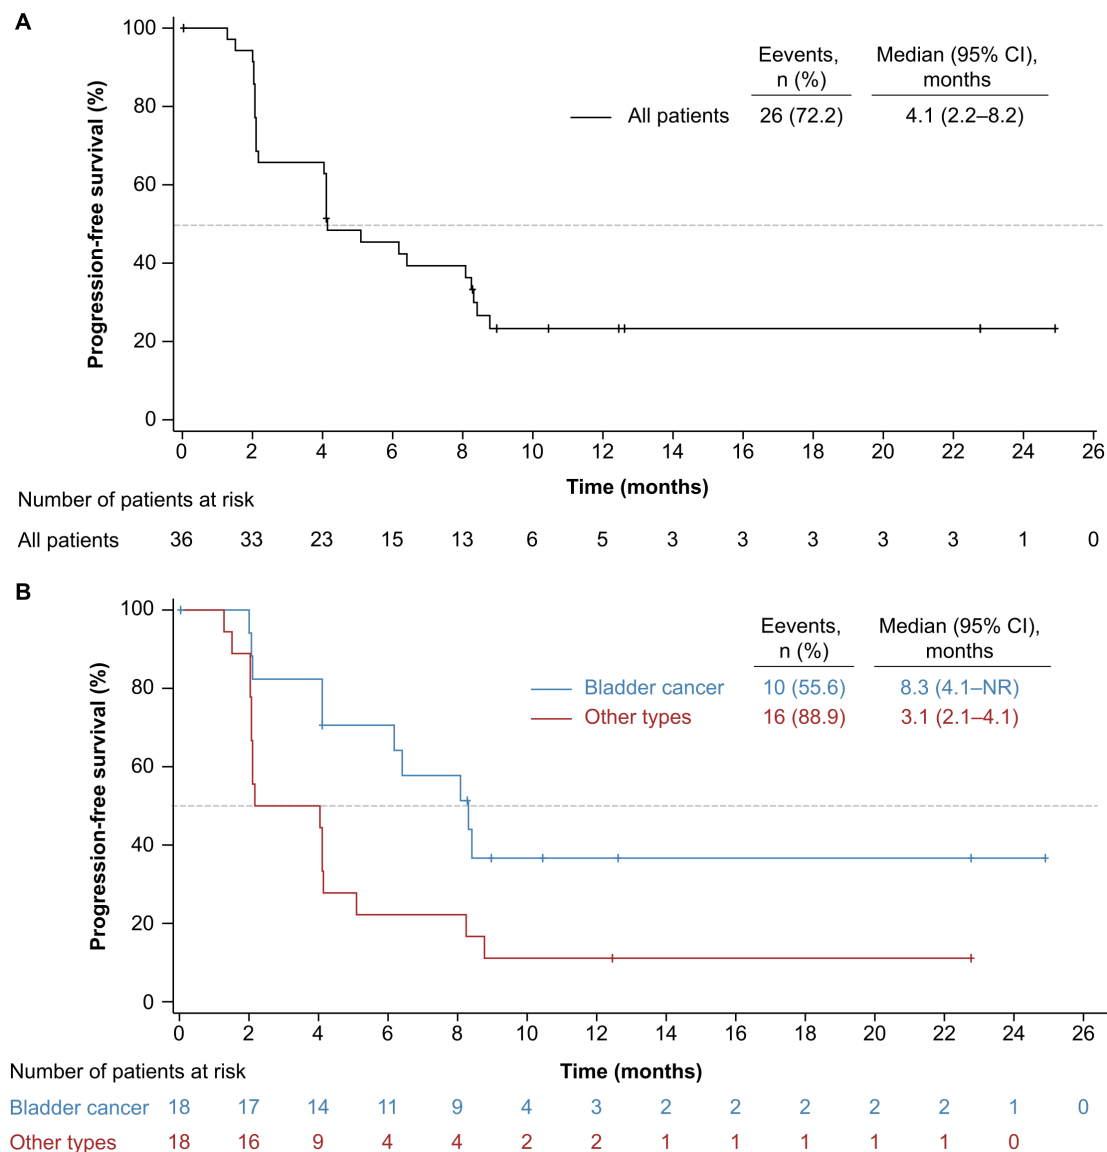 A
Eevents, Median (95% CI),
n (%) months
All patients 26 (72.2) 4.1 (2.2–8.2)
Progression-free survival (%)
100
80
60
40
20
0
0 2 4 6 8 10 12 14 16 18 20 22 24 26
Time (months)
Number of patients at risk
All patients 36 33 23 15 13 6 5 3 3 3 3 3 1 0
B
Eevents, Median (95% CI),
n (%) months
Bladder cancer 10 (55.6) 8.3 (4.1–NR)
Other types 16 (88.9) 3.1 (2.1–4.1)
Progression-free survival (%)
100
80
60
40
20
0
0 2 4 6 8 10 12 14 16 18 20 22 24 26
Number of patients at risk Time (months)
Bladder cancer 18 17 14 11 9 4 3 2 2 2 2 2 1 0
Other types 18 16 9 4 4 2 2 1 1 1 1 1 0